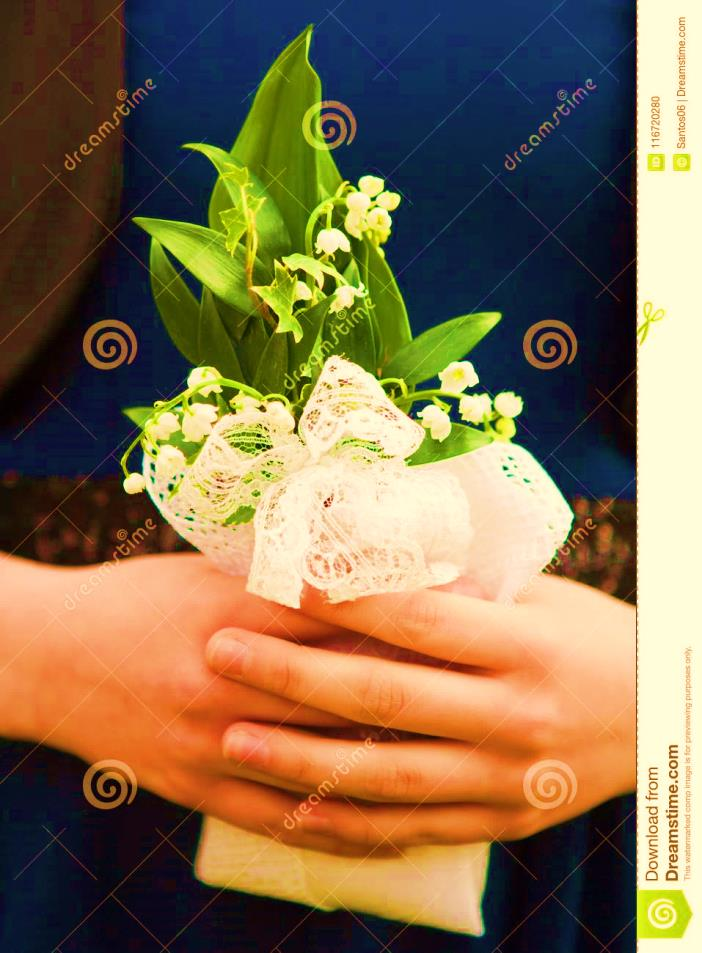 dreamstime
dreamstime
dreamstime
dreamstime
dreamstime
dreamstime
ID 116720280
© Santos06 | Dreamstime.com
Download from
Dreamstime.com
This watermarked comp image is for previewing purposes only.